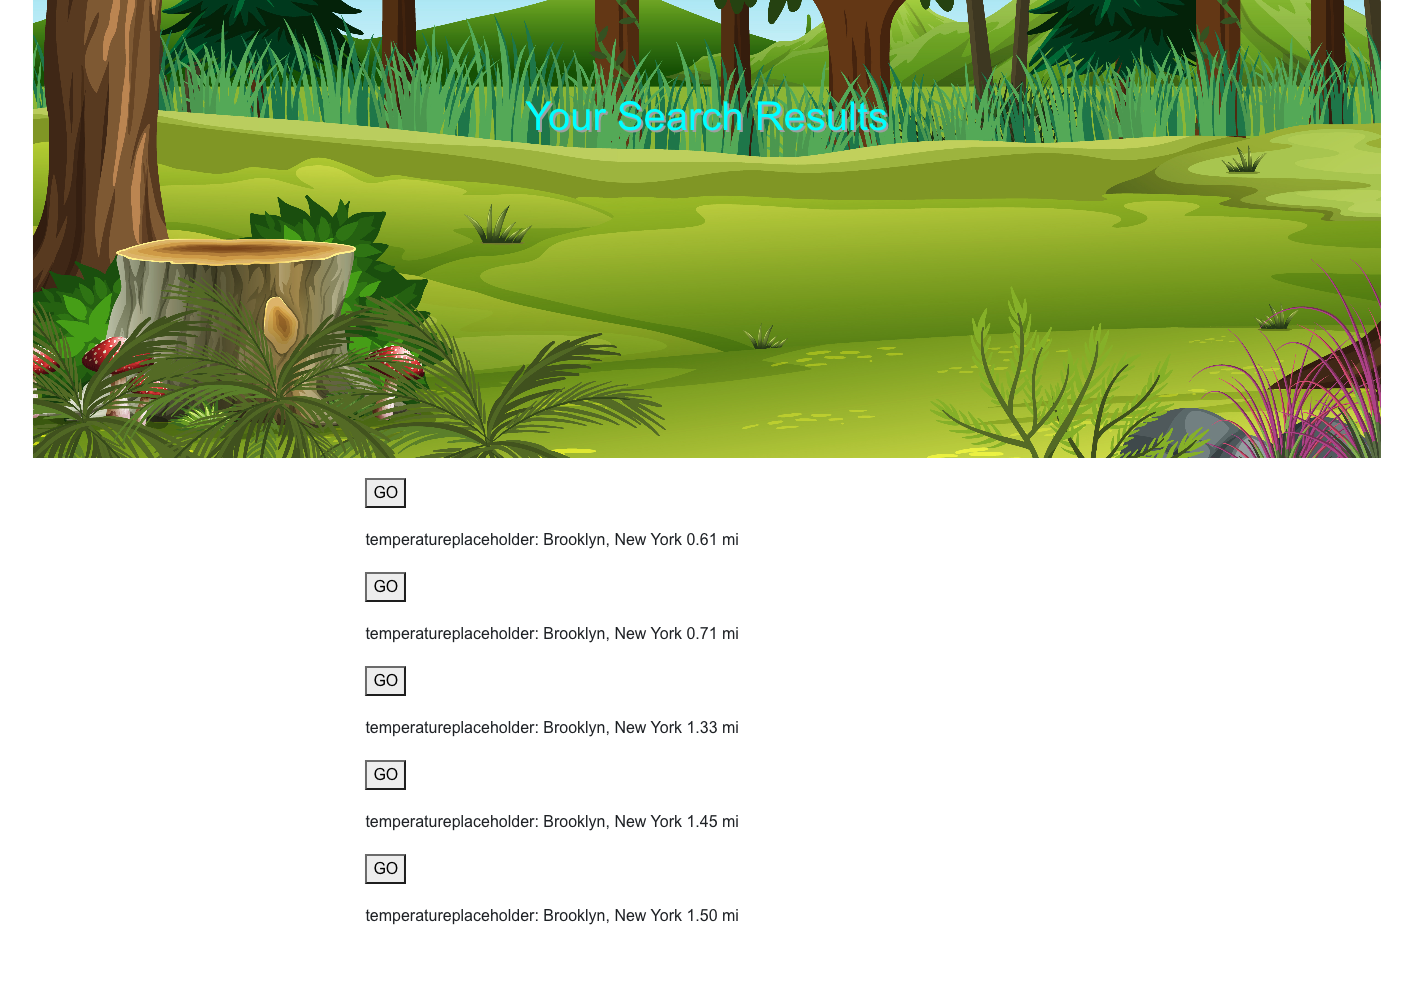 Your Search Results
GO
temperatureplaceholder: Brooklyn, New York 0.61 mi
GO
temperatureplaceholder: Brooklyn, New York 0.71 mi
GO
temperatureplaceholder: Brooklyn, New York 1.33 mi
GO
temperatureplaceholder: Brooklyn, New York 1.45 mi
GO
temperatureplaceholder: Brooklyn, New York 1.50 mi